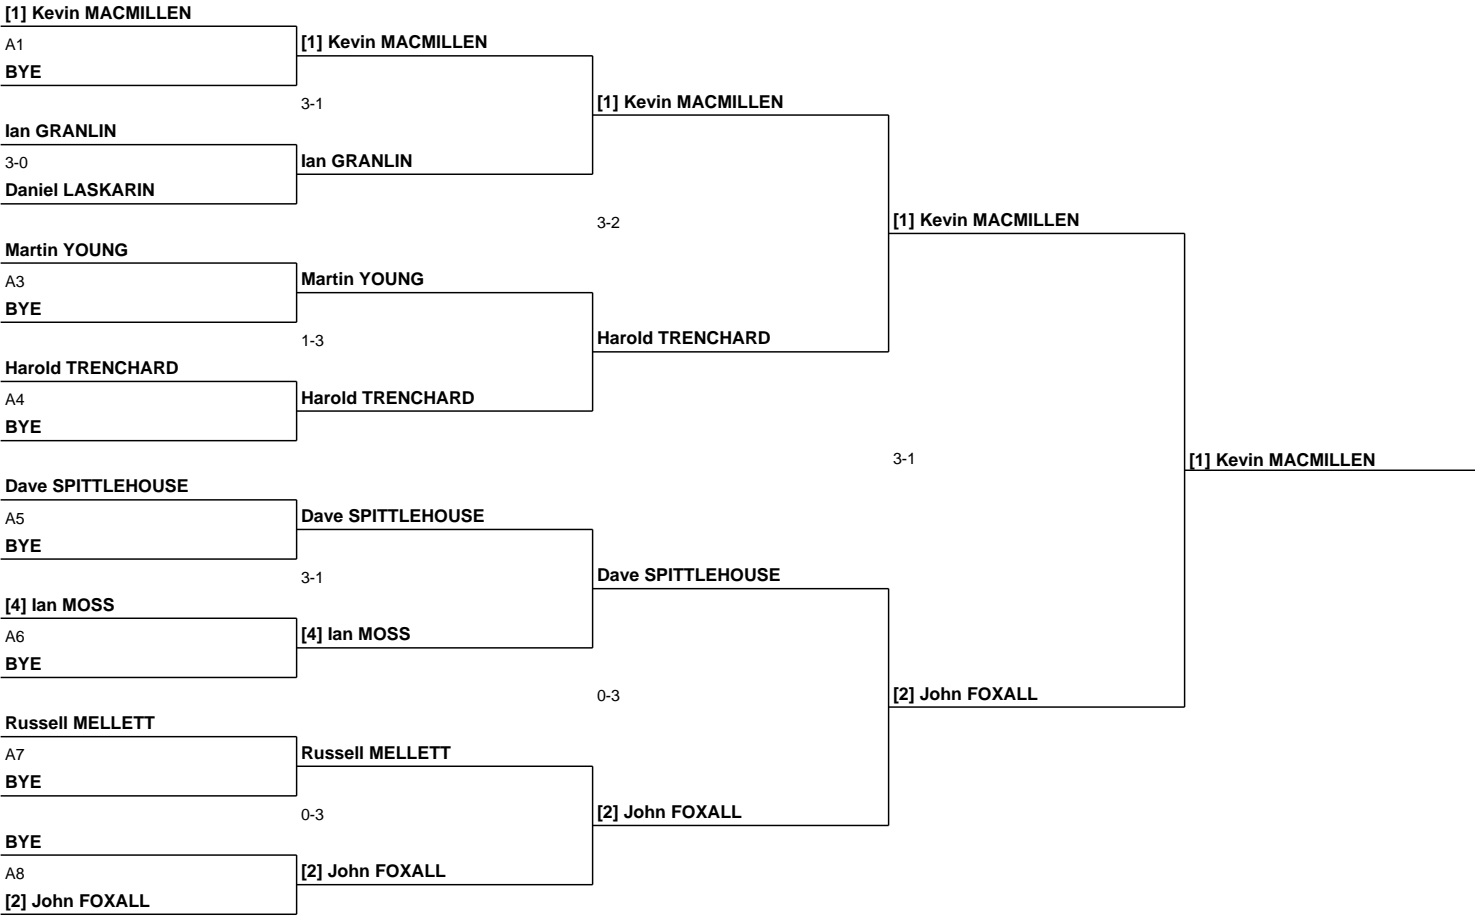 [1] Kevin MACMILLEN
A1
BYE
[1] Kevin MACMILLEN
3-1
Ian GRANLIN
3-0
Daniel LASKARIN
Ian GRANLIN
[1] Kevin MACMILLEN
3-2
Martin YOUNG
A3
BYE
Martin YOUNG
1-3
Harold TRENCHARD
A4
BYE
Harold TRENCHARD
Harold TRENCHARD
[1] Kevin MACMILLEN
3-1
[1] Kevin MACMILLEN
Dave SPITTLEHOUSE
A5
BYE
Dave SPITTLEHOUSE
3-1
[4] Ian MOSS
A6
BYE
[4] Ian MOSS
Dave SPITTLEHOUSE
0-3
[2] John FOXALL
Russell MELLETT
A7
BYE
Russell MELLETT
0-3
BYE
A8
[2] John FOXALL
[2] John FOXALL
[2] John FOXALL